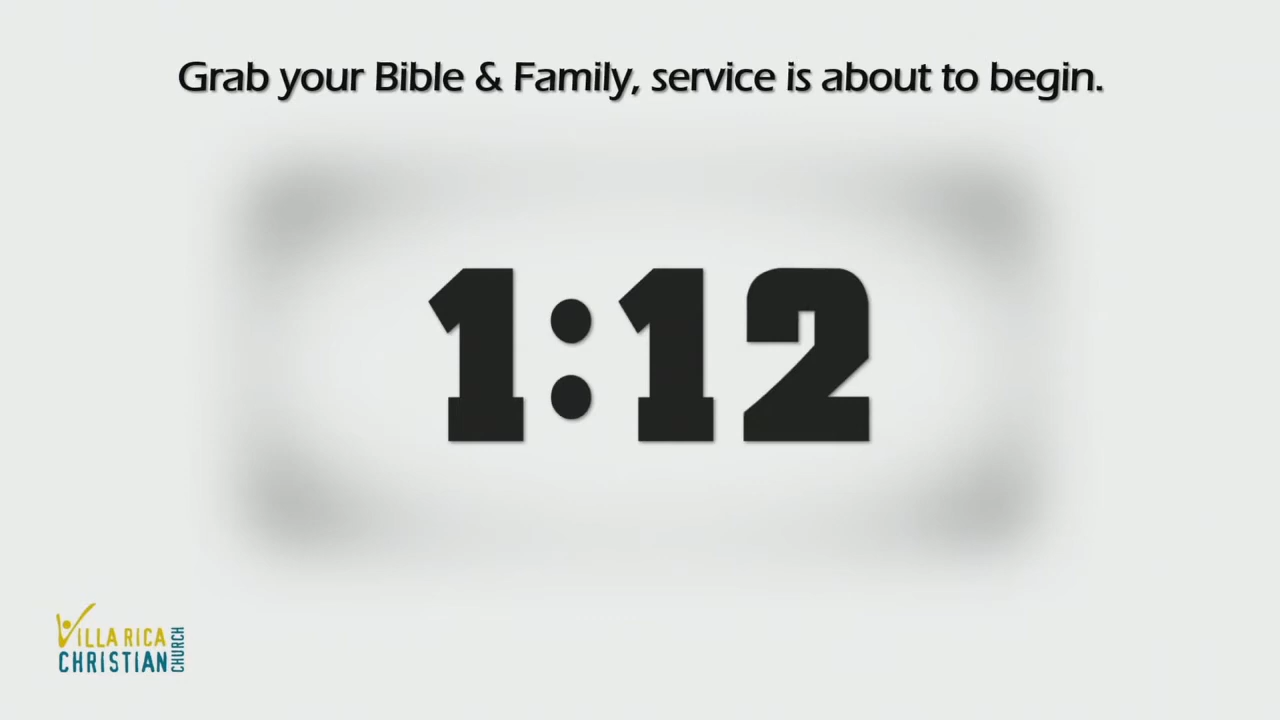 Grab your Bible & Family, service is about to begin.
1:12
VILLA RICA
CHRISTIAN
CHURCH